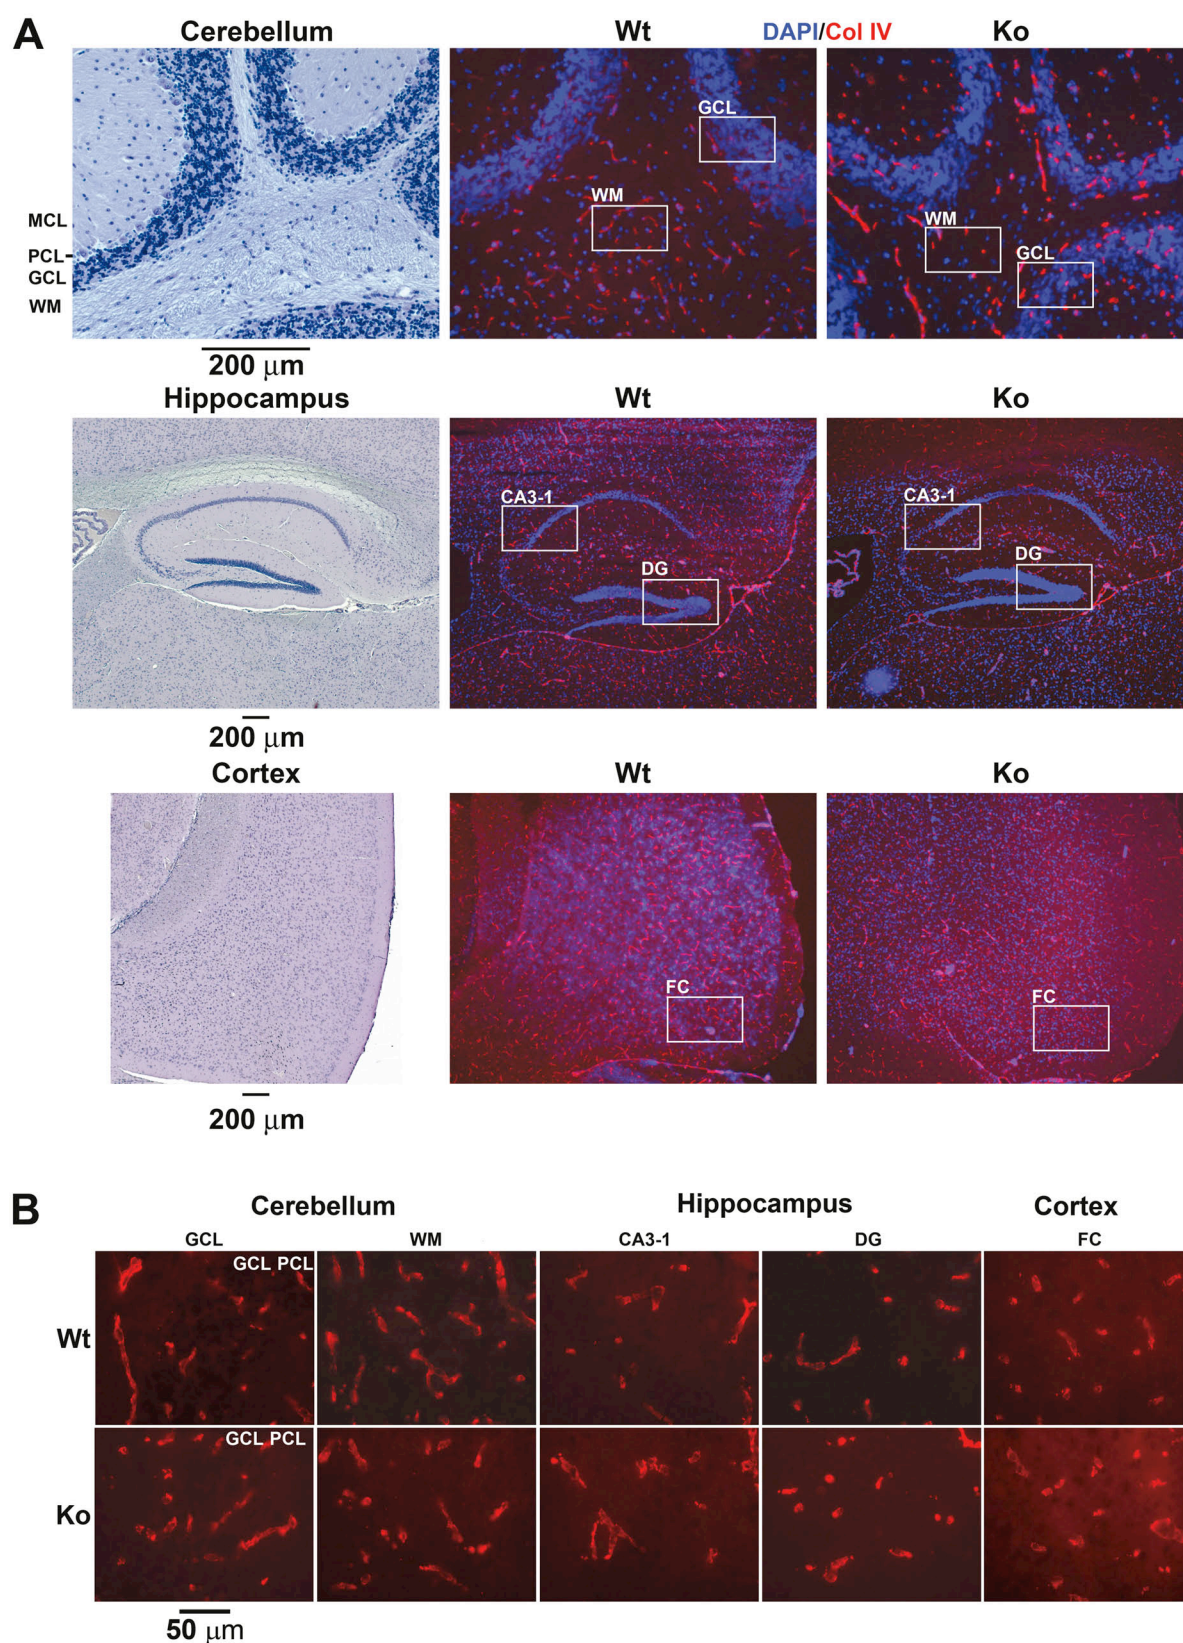 A
Cerebellum
Wt
DAPI/Col IV
Ko
MCL
PCL
GCL
WM
GCL
WM
WM
GCL
200 μm
Hippocampus
Wt
Ko
CA3-1
DG
CA3-1
DG
200 μm
Cortex
Wt
Ko
FC
FC
200 μm
B
Cerebellum
Hippocampus
Cortex
GCL
WM
CA3-1
DG
FC
Wt
GCL PCL
Ko
GCL PCL
50 μm